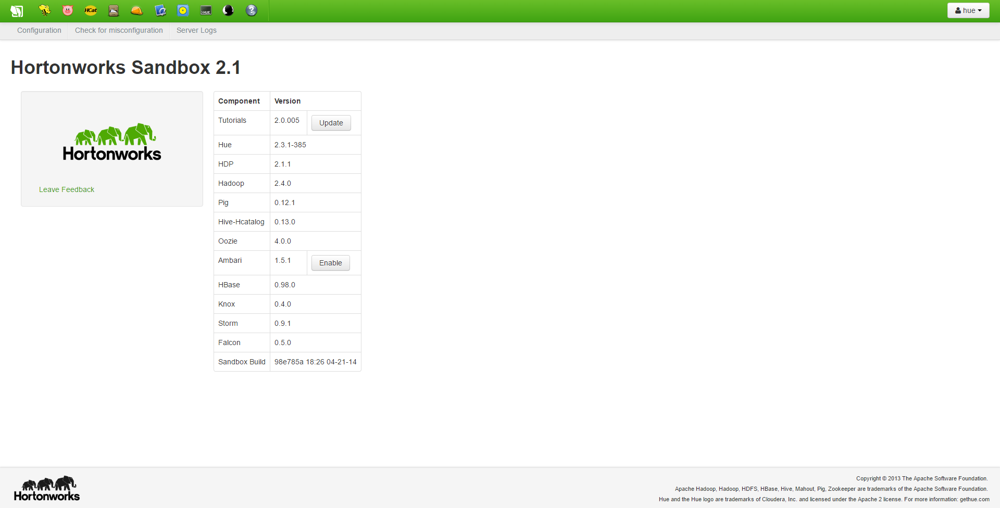 HCat
>HUE
?
hue
Configuration Check for misconfiguration Server Logs
Hortonworks Sandbox 2.1
Hortonworks
Leave Feedback
Component Version
Tutorials 2.0.005 Update
Hue 2.3.1-385
HDP 2.1.1
Hadoop 2.4.0
Pig 0.12.1
Hive-Hcatalog 0.13.0
Oozie 4.0.0
Ambari 1.5.1 Enable
HBase 0.98.0
Knox 0.4.0
Storm 0.9.1
Falcon 0.5.0
Sandbox Build 98e785a 18:26 04-21-14
Hortonworks
Copyright © 2013 The Apache Software Foundation.
Apache Hadoop, Hadoop, HDFS, HBase, Hive, Mahout, Pig, Zookeeper are trademarks of the Apache Software Foundation.
Hue and the Hue logo are trademarks of Cloudera, Inc. and licensed under the Apache 2 license. For more information: gethue.com